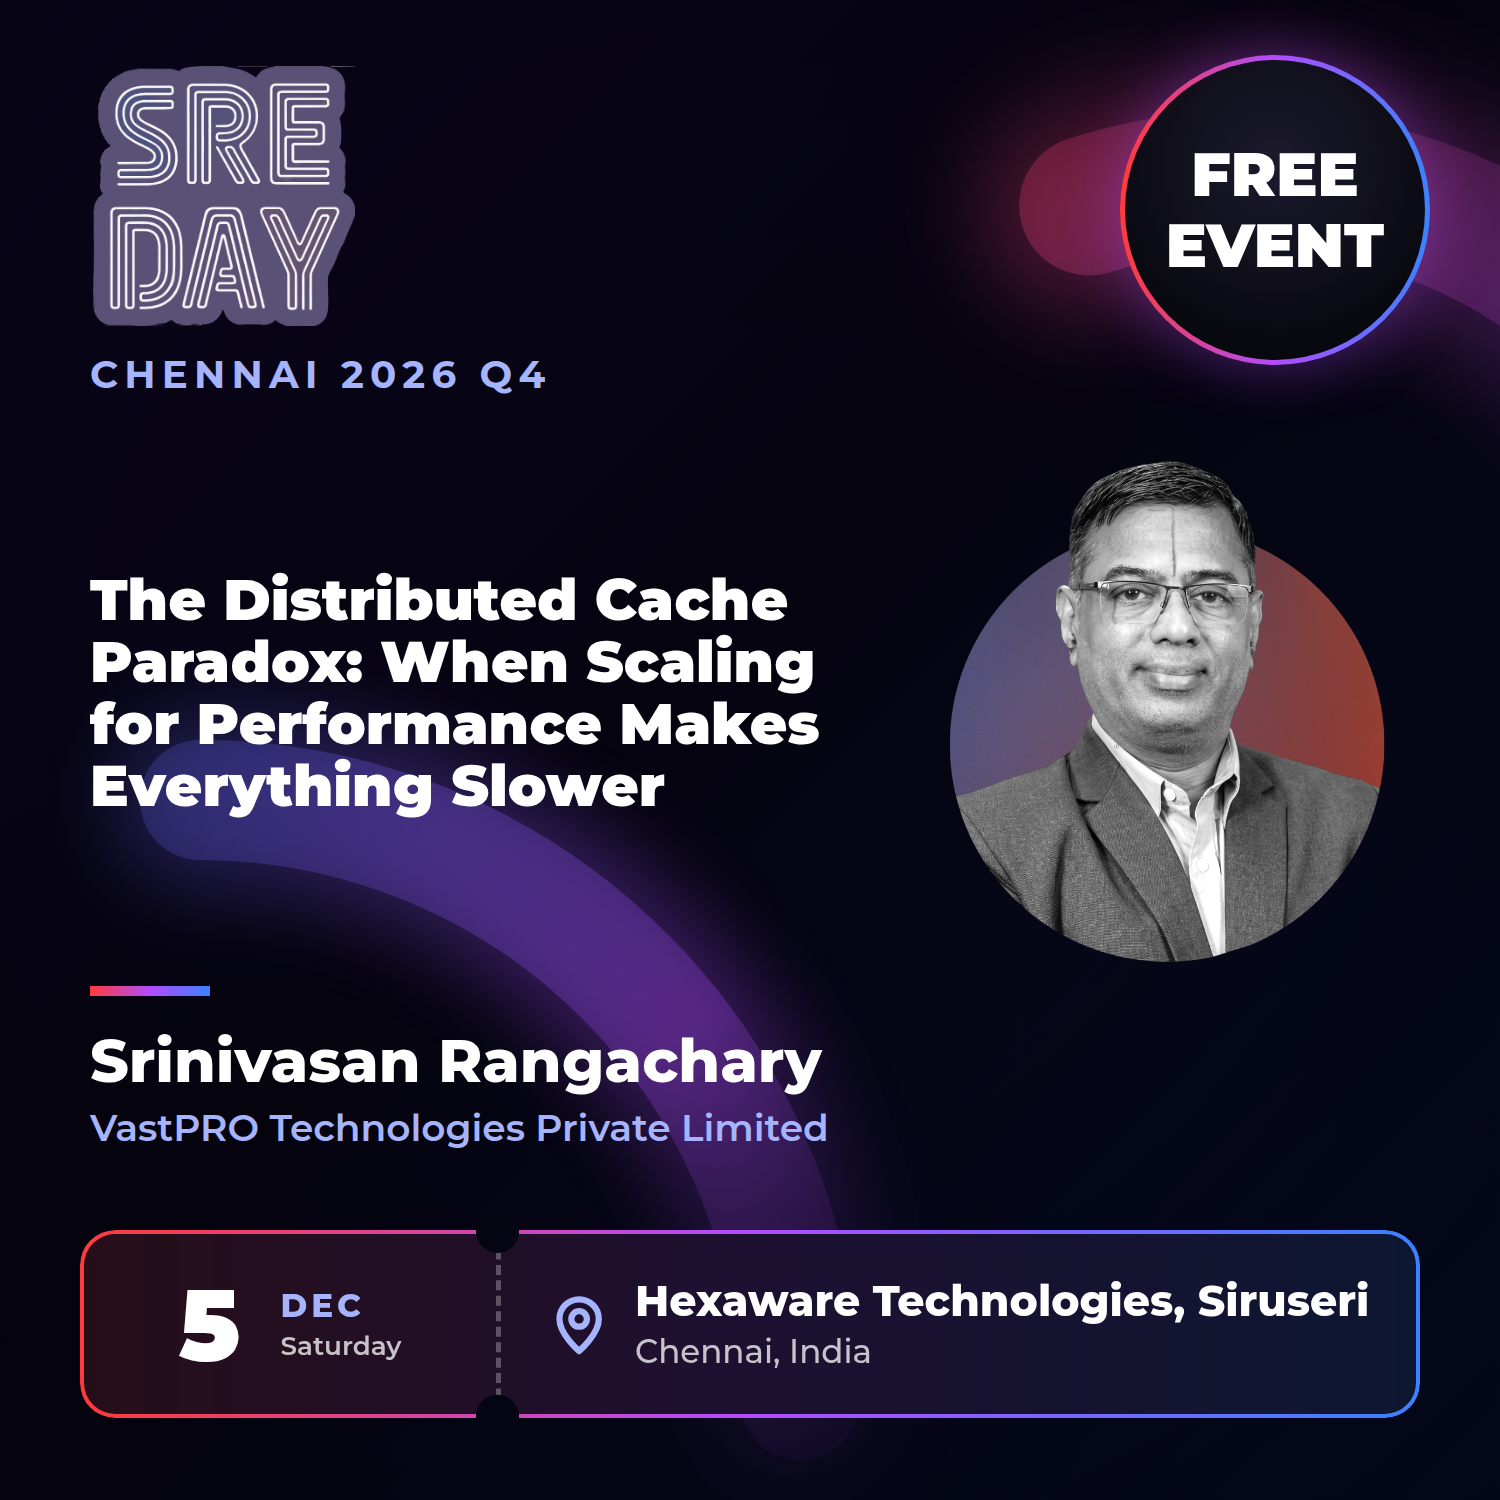 SRE
DAY
CHENNAI 2026 Q4
FREE
EVENT
The Distributed Cache
Paradox: When Scaling
for Performance Makes
Everything Slower
Srinivasan Rangachary
VastPRO Technologies Private Limited
5
DEC
Saturday
Hexaware Technologies, Siruseri
Chennai, India